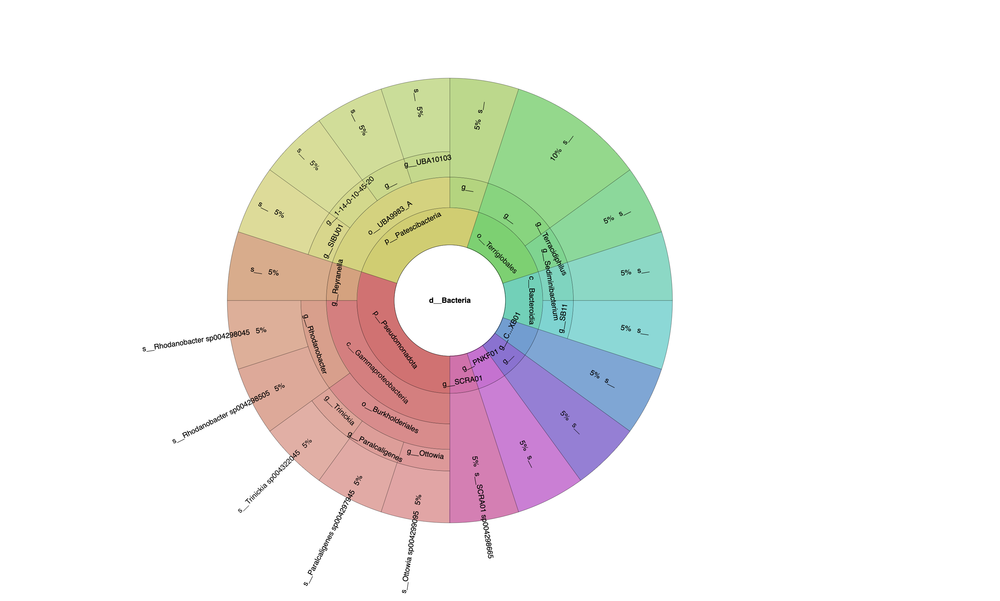 d__Bacteria
p__Patescibacteria
o__UBA9983_A
g__UBA10103
s__ 5%
g__
s__ 5%
g__1-14-0-10-45-20
s__ 5%
g__SIBU01
s__ 5%
g__
5% s__
o__Terriglobales
g__
10% s__
g__Terracidiphilus
5% s__
c__Bacteroidia
g__Sediminibacterium
5% s__
g__SB11
5% s__
g__C...XB01
5% s__
g__
5% s__
g__PNKF01
5% s__
g__SCRA01
5% s__SCRA01 sp004298665
p__Pseudomonadota
g__Reyranella
s__ 5%
c__Gammaproteobacteria
g__Rhodanobacter
s__Rhodanobacter sp004298045 5%
s__Rhodanobacter sp004298505 5%
o__Burkholderiales
g__Trinickia
s__Trinickia sp004322045 5%
g__Paralcaligenes
s__Paralcaligenes sp004297945 5%
g__Ottowia
s__Ottowia sp004299095 5%